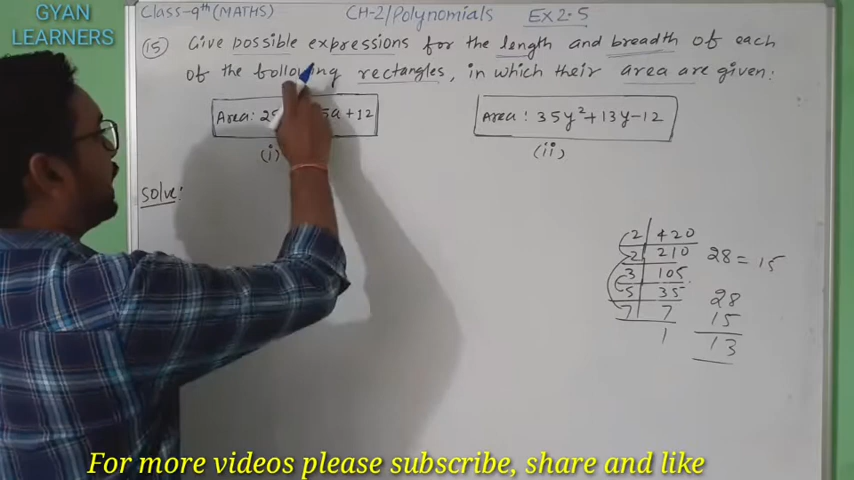 GYAN
LEARNERS
Class-9th (MATHS) CH-2/Polynomials Ex2.5
(15) Give possible expressions for the length and breadth of each
of the following rectangles, in which their area are given:
Area: 25 5a+12 Area: 35y²+13y-12
(i) (ii)
Solve:
2 | 420
2 | 210 28 = 15
3 | 105
5 | 35 28
7 | 7 15
1 13
For more videos please subscribe, share and like